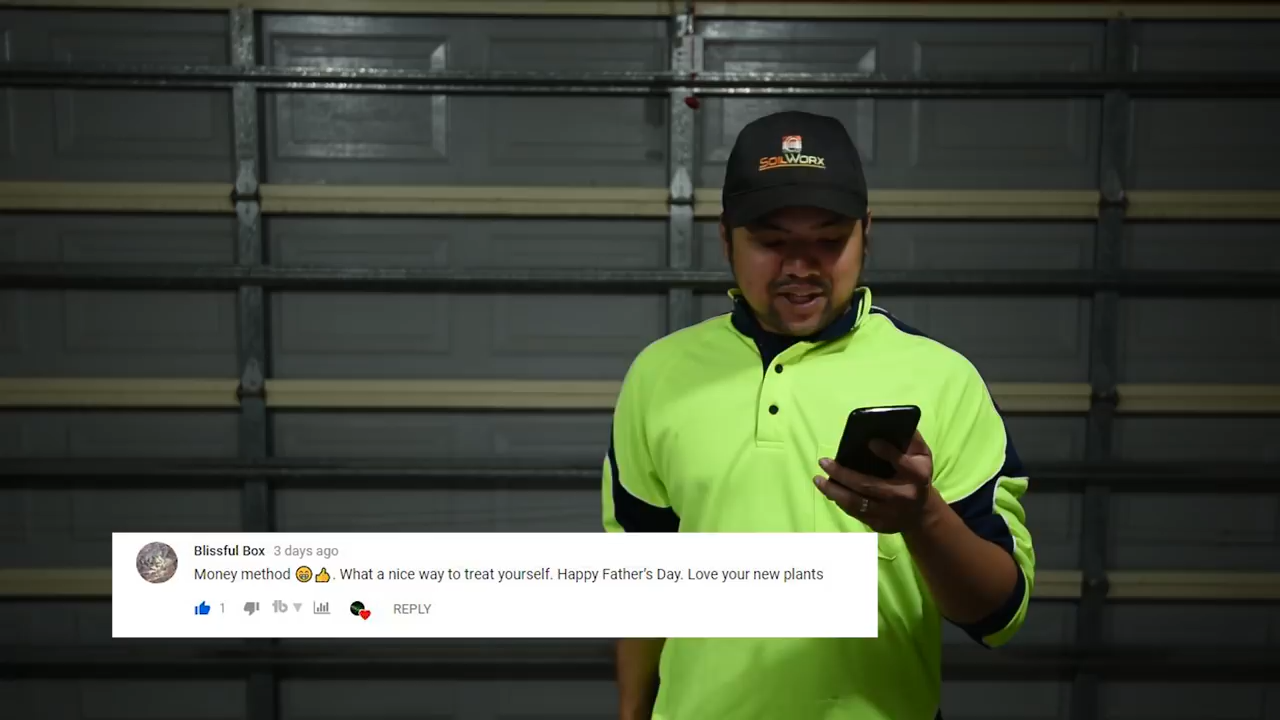 SOILWORX
Blissful Box 3 days ago
Money method 😁👍. What a nice way to treat yourself. Happy Father's Day. Love your new plants
1 tb REPLY